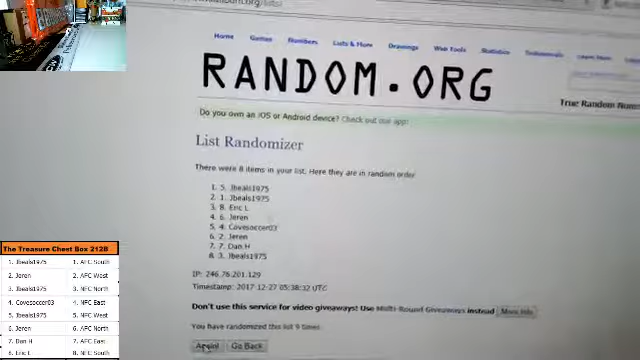 Home Games Numbers Lists & More Drawings Web Tools Statistics Testimonials Learn More
RANDOM.ORG
True Random Num
Do you own an iOS or Android device? Check out our app!
List Randomizer
There were 8 items in your list. Here they are in random order
1. 5. Jbeals1975
2. 1. Jbeals1975
3. 8. Eric L
4. 6. Jeren
5. 4. Covesoccer03
6. 2. Jeren
7. 7. Dan H
8. 3. Jbeals1975
IP: 246.76.201.129
Timestamp: 2017-12-27 05:38:32 UTC
Don't use this service for video giveaways! Use Multi-Round Giveaways instead More Info
You have randomized this list 9 times.
Again! Go Back
The Treasure Chest Box 2128
1. Jbeals1975 1. AFC South
2. Jeren 2. AFC West
3. Jbeals1975 3. NFC North
4. Covesoccer03 4. NFC East
5. Jbeals1975 5. NFC West
6. Jeren 6. AFC North
7. Dan H 7. AFC East
8. Eric L 8. NFC South